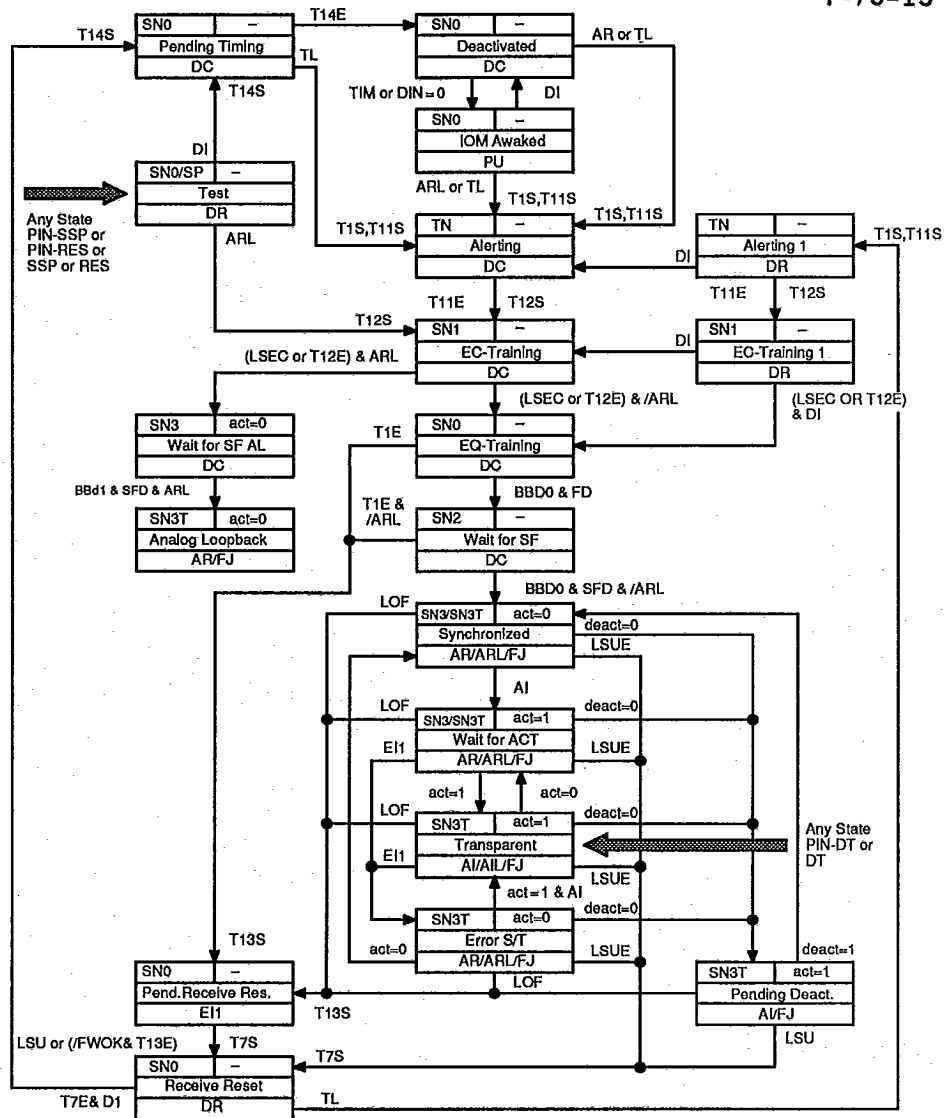 T14S
SN0 –
Pending Timing
DC
T14E
SN0 –
Deactivated
DC
AR or TL
TL
T14S
TIM or DIN=0
DI
SN0 –
IOM Awaked
PU
DI
SN0/SP –
Test
DR
Any State
PIN-SSP or
PIN-RES or
SSP or RES
ARL
ARL or TL
T1S,T11S
T1S,T11S
T1S,T11S
TN –
Alerting
DC
DI
TN –
Alerting 1
DR
T1S,T11S
T11E
T12S
T11E
T12S
T12S
SN1 –
EC-Training
DC
DI
SN1 –
EC-Training 1
DR
(LSEC or T12E) & ARL
(LSEC or T12E) & /ARL
(LSEC OR T12E)
& DI
SN3 act=0
Wait for SF AL
DC
T1E
SN0 –
EQ-Training
DC
BBd1 & SFD & ARL
BBD0 & FD
SN3T act=0
Analog Loopback
AR/FJ
T1E &
/ARL
SN2 –
Wait for SF
DC
BBD0 & SFD & /ARL
LOF
SN3/SN3T act=0
Synchronized
AR/ARL/FJ
deact=0
LSUE
AI
LOF
SN3/SN3T act=1
Wait for ACT
AR/ARL/FJ
deact=0
EI1
LSUE
act=1
act=0
LOF
SN3T act=1
Transparent
AI/AIL/FJ
deact=0
EI1
LSUE
Any State
PIN-DT or
DT
act=1 & AI
SN3T act=0
Error S/T
AR/ARL/FJ
deact=0
act=0
LSUE
LOF
T13S
SN0 –
Pend.Receive Res.
EI1
T13S
deact=1
SN3T act=1
Pending Deact.
AI/FJ
LSU
LSU or (/FWOK& T13E)
T7S
T7S
SN0 –
Receive Reset
DR
T7E& D1
TL